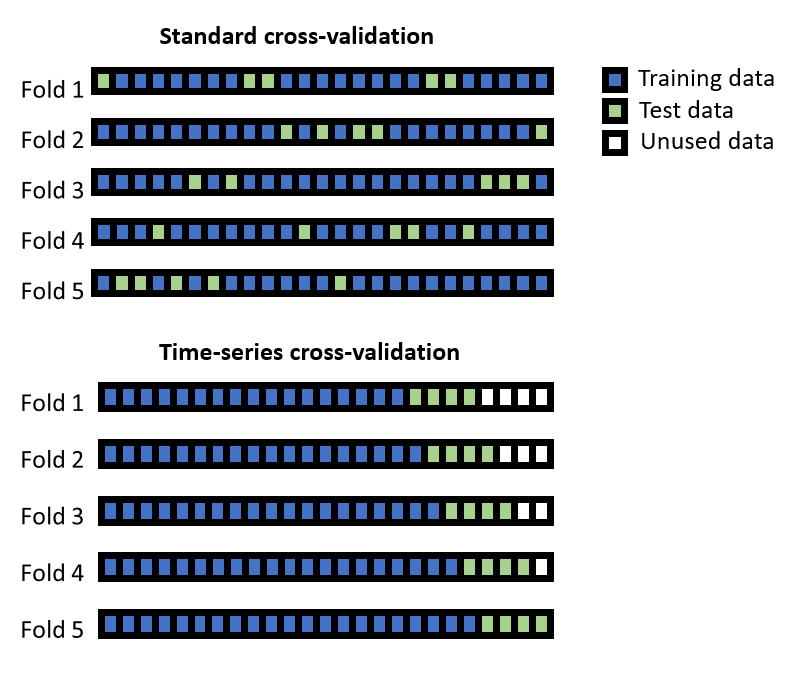 Standard cross-validation
Fold 1
Fold 2
Fold 3
Fold 4
Fold 5
Training data
Test data
Unused data
Time-series cross-validation
Fold 1
Fold 2
Fold 3
Fold 4
Fold 5